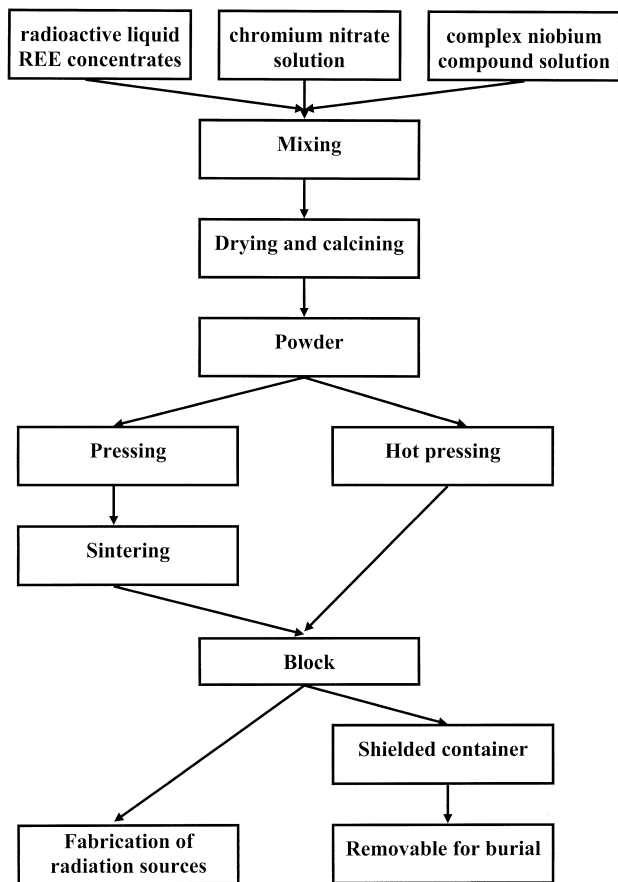 radioactive liquid
REE concentrates
chromium nitrate
solution
complex niobium
compound solution
Mixing
Drying and calcining
Powder
Pressing
Hot pressing
Sintering
Block
Shielded container
Fabrication of
radiation sources
Removable for burial